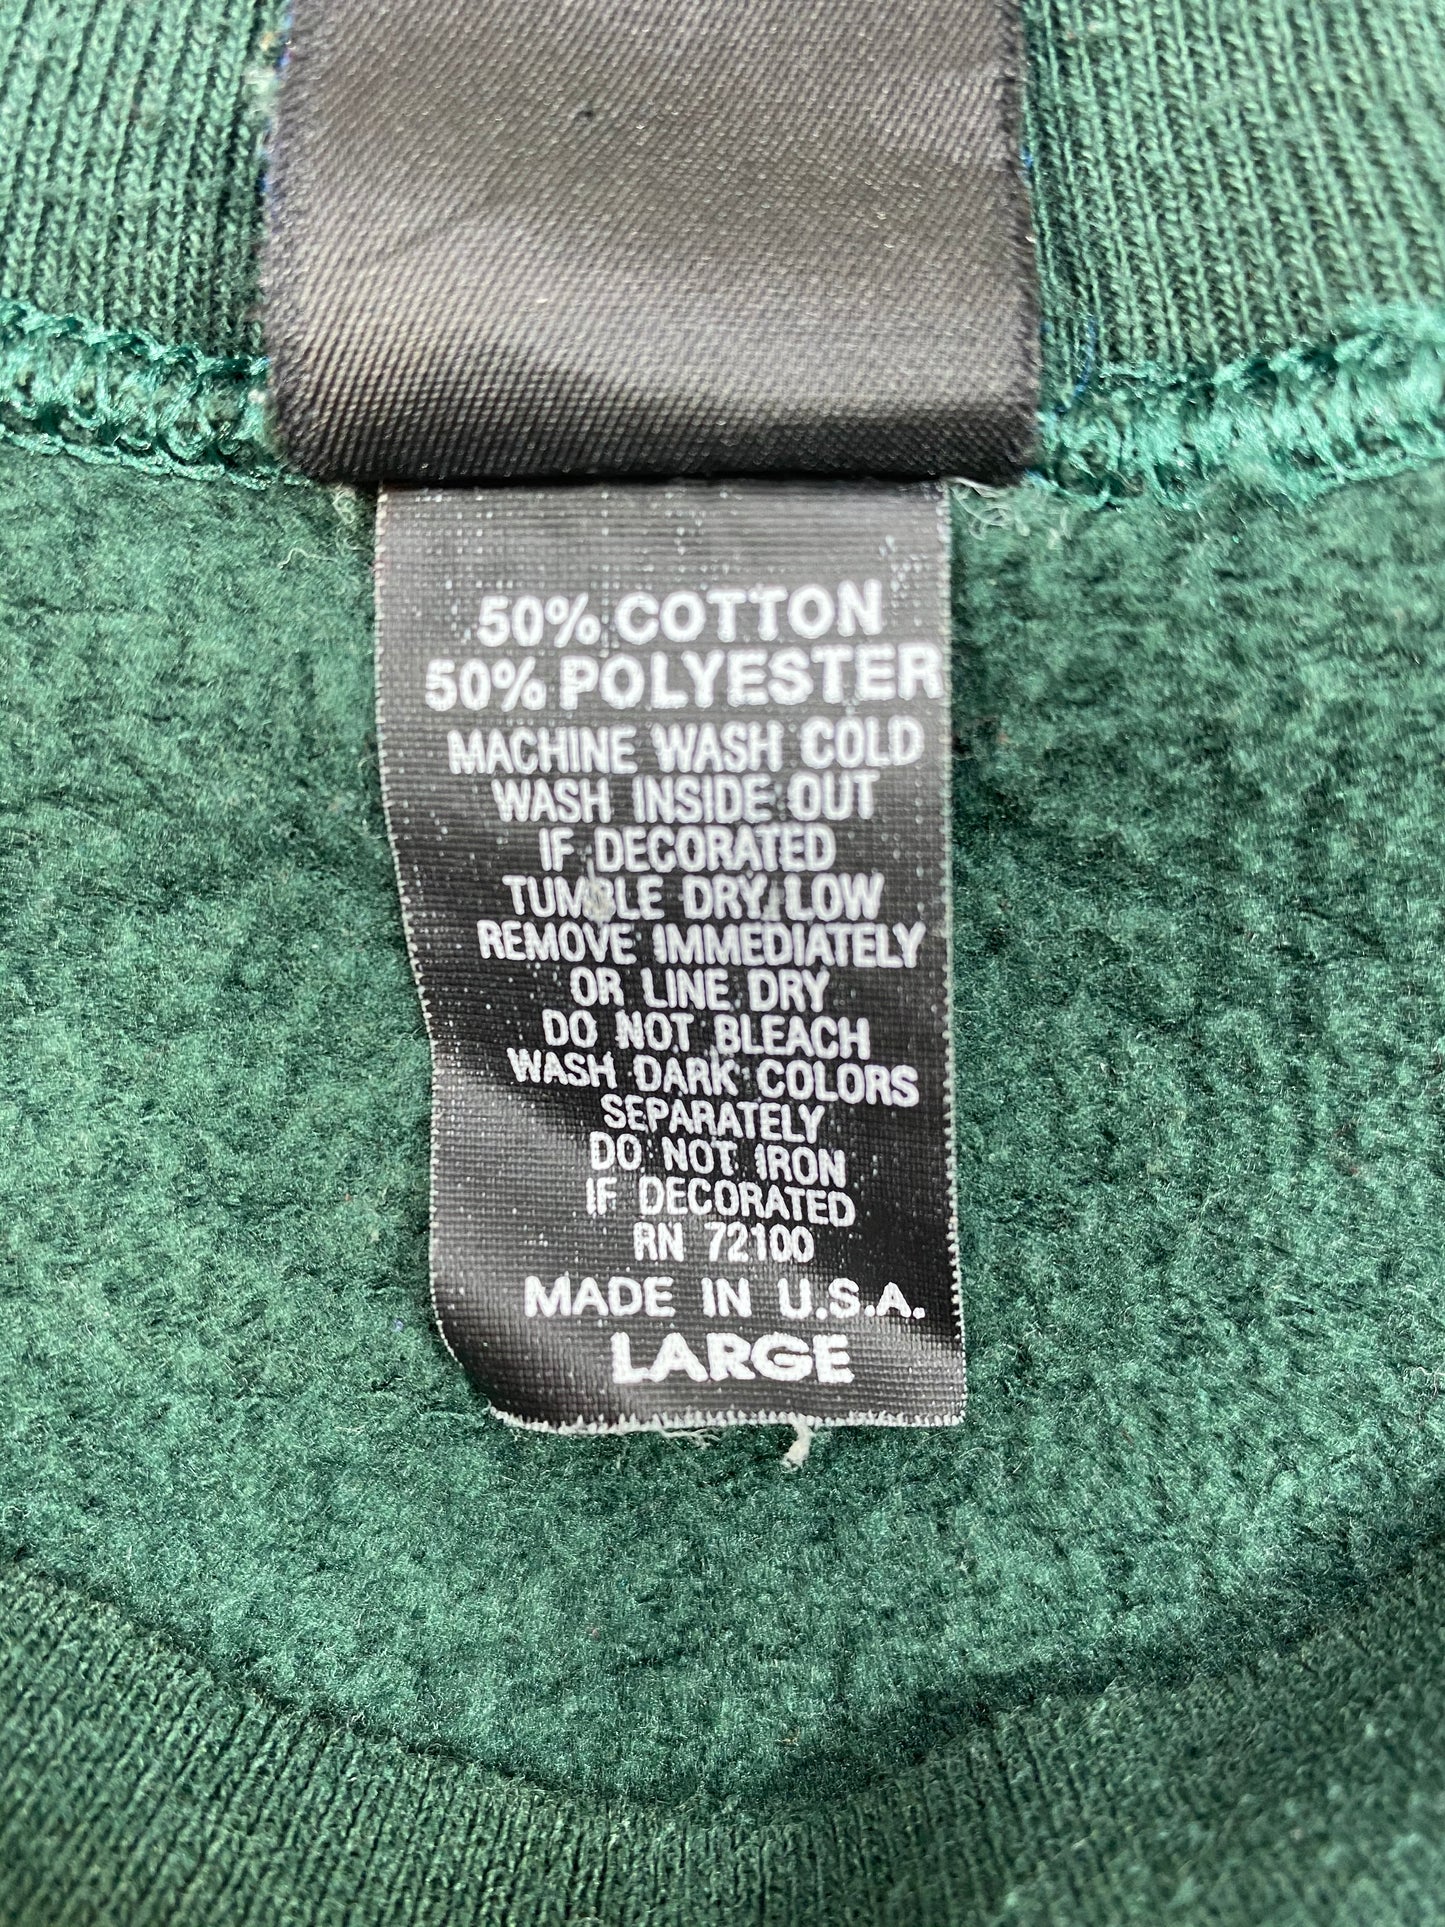 50% COTTON
50% POLYESTER
MACHINE WASH COLD
WASH INSIDE OUT
IF DECORATED
TUMBLE DRY LOW
REMOVE IMMEDIATELY
OR LINE DRY
DO NOT BLEACH
WASH DARK COLORS
SEPARATELY
DO NOT IRON
IF DECORATED
RN 72100
MADE IN U.S.A.
LARGE